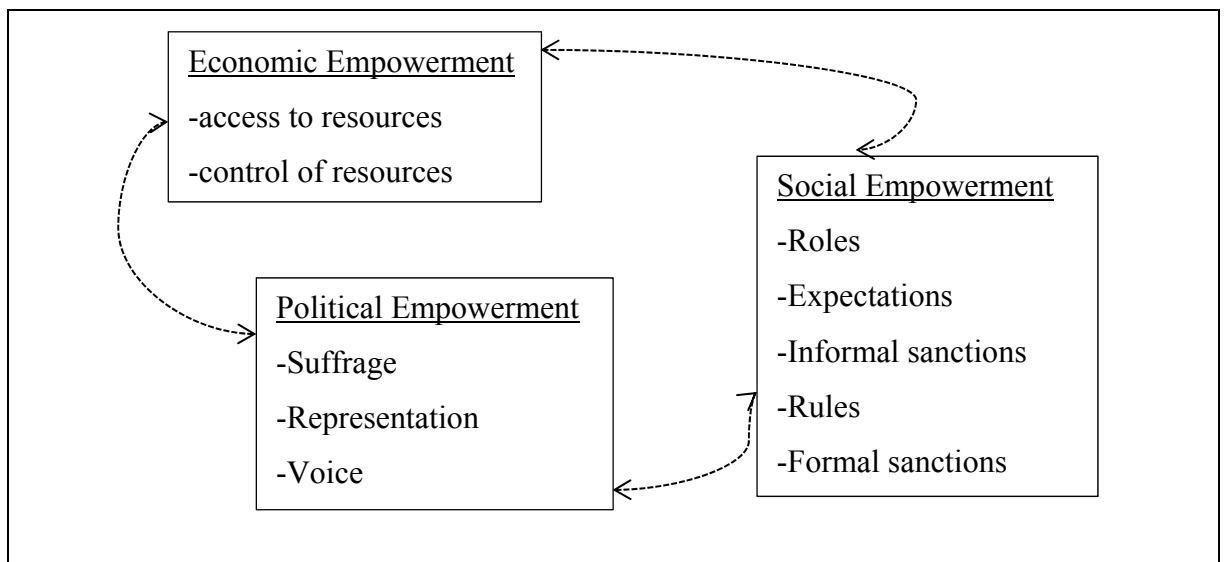 Economic Empowerment
-access to resources
-control of resources
Political Empowerment
-Suffrage
-Representation
-Voice
Social Empowerment
-Roles
-Expectations
-Informal sanctions
-Rules
-Formal sanctions